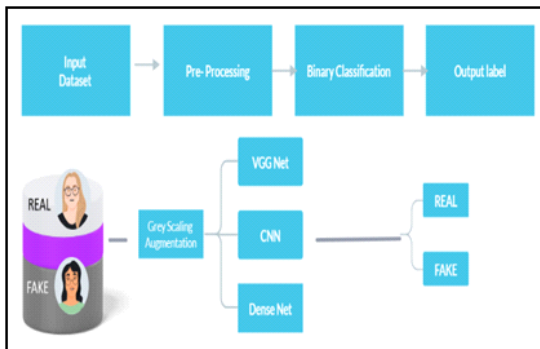 Input
Dataset
Pre- Processing
Binary Classification
Output label
REAL
FAKE
Grey Scaling
Augmentation
VGG Net
CNN
Dense Net
REAL
FAKE